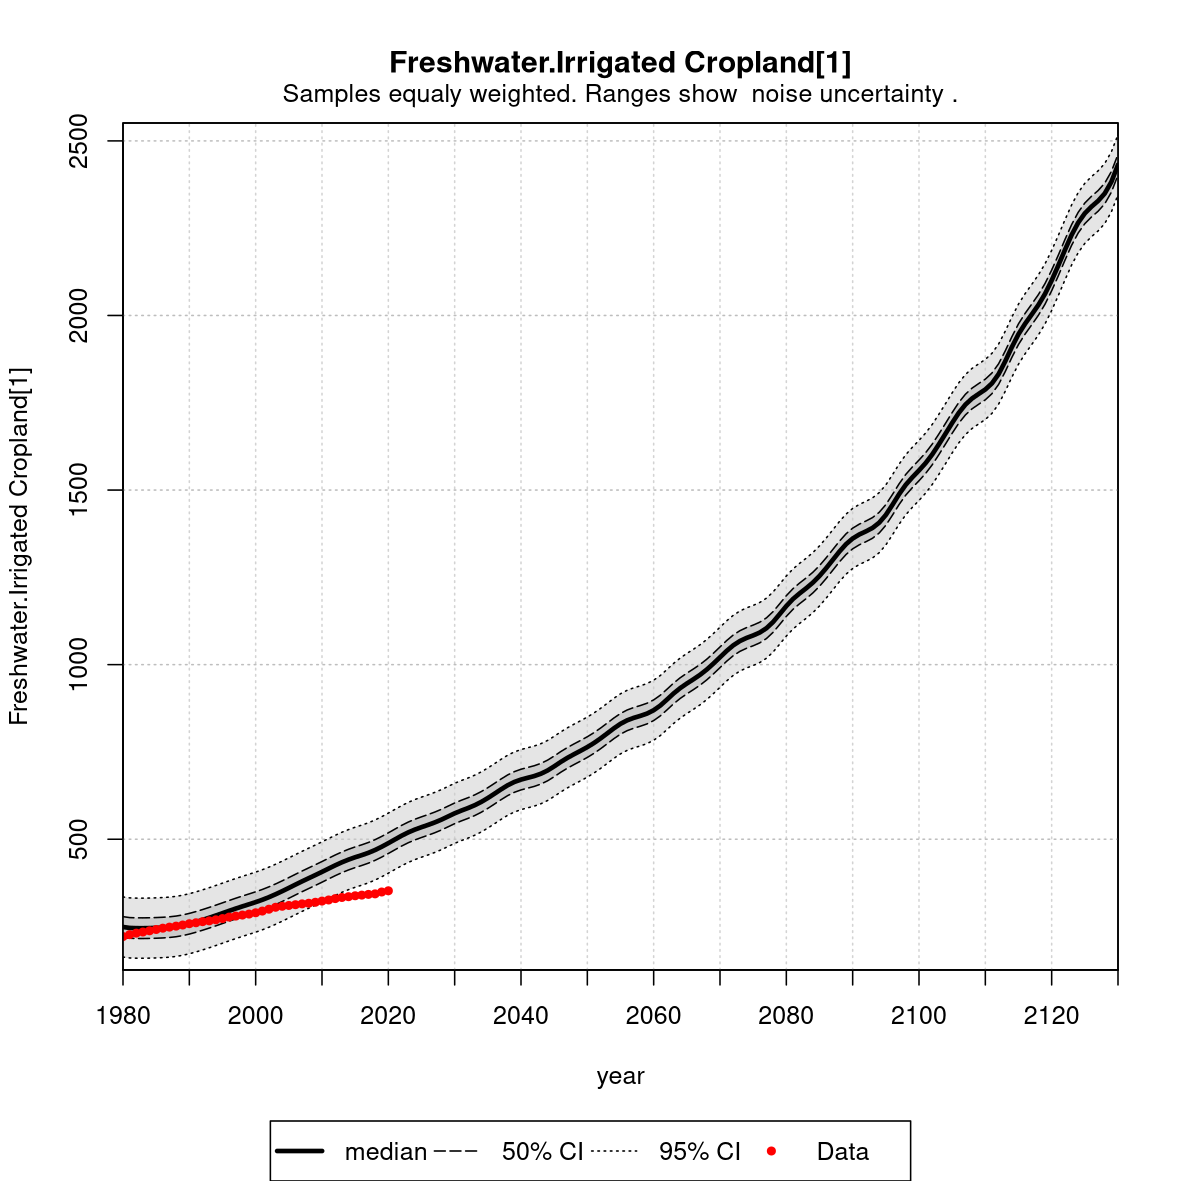 Freshwater.Irrigated Cropland[1]
Samples equaly weighted. Ranges show  noise uncertainty .
Freshwater.Irrigated Cropland[1]
2500
2000
1500
1000
500
1980 2000 2020 2040 2060 2080 2100 2120
year
median 50% CI 95% CI Data